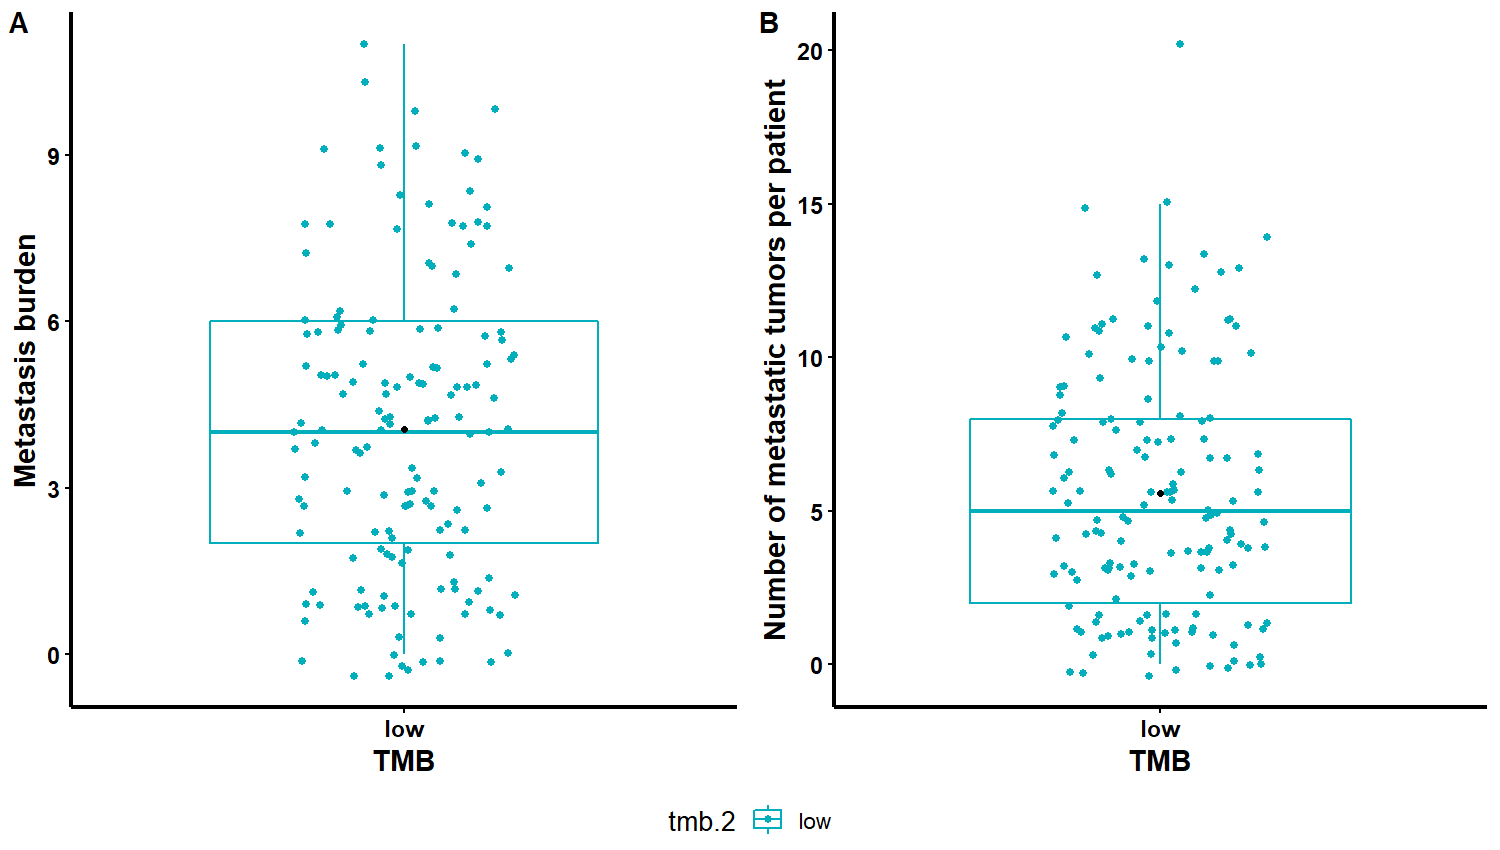 A
Metastasis burden
9
6
3
0
low
TMB
B
Number of metastatic tumors per patient
20
15
10
5
0
low
TMB
tmb.2 low